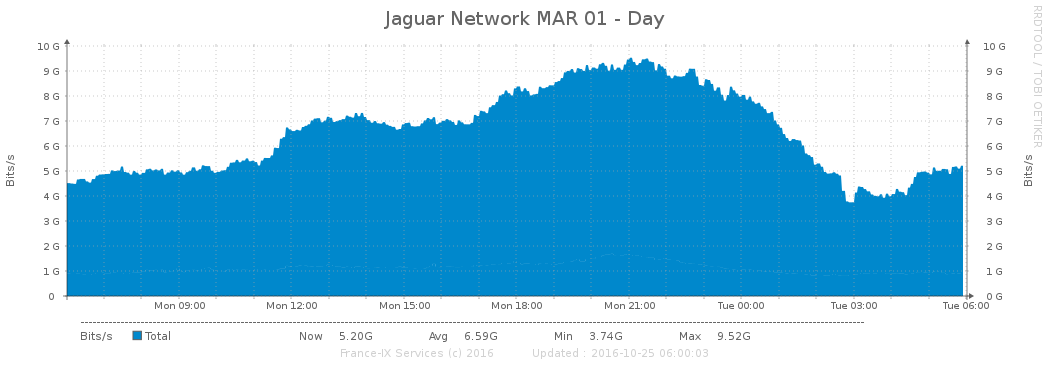 Jaguar Network MAR 01 - Day
RRDTOOL / TOBI OETIKER
Bits/s
10 G
9 G
8 G
7 G
6 G
5 G
4 G
3 G
2 G
1 G
0
10 G
9 G
8 G
7 G
6 G
5 G
4 G
3 G
2 G
1 G
0 G
Bits/s
Mon 09:00 Mon 12:00 Mon 15:00 Mon 18:00 Mon 21:00 Tue 00:00 Tue 03:00 Tue 06:00
Bits/s Total Now 5.20G Avg 6.59G Min 3.74G Max 9.52G
France-IX Services (c) 2016 Updated : 2016-10-25 06:00:03